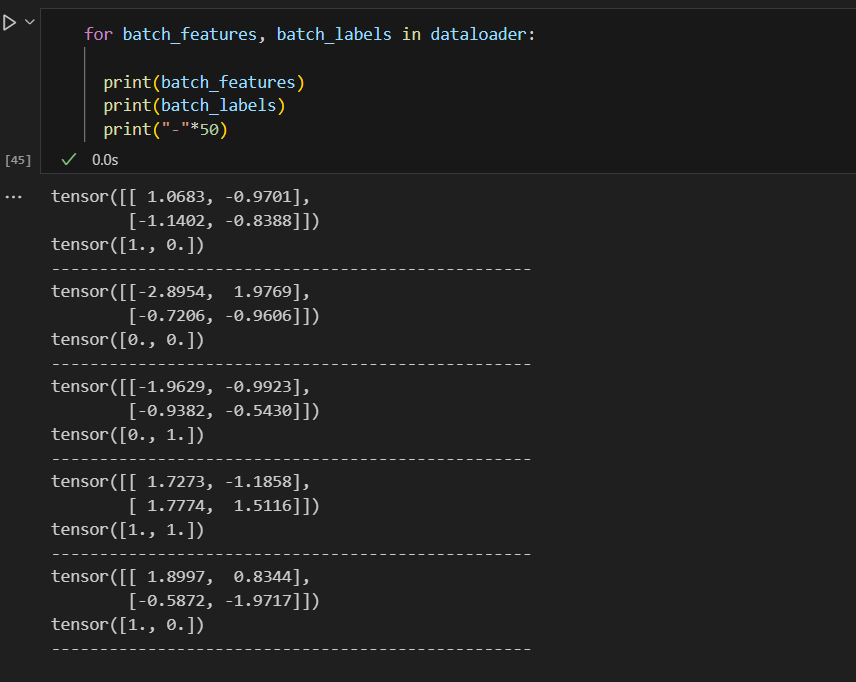 for batch_features, batch_labels in dataloader:
print(batch_features)
print(batch_labels)
print("-"*50)
[45] 0.0s
... tensor([[ 1.0683, -0.9701],
[-1.1402, -0.8388]])
tensor([1., 0.])
--------------------------------------------------
tensor([[-2.8954,  1.9769],
[-0.7206, -0.9606]])
tensor([0., 0.])
--------------------------------------------------
tensor([[-1.9629, -0.9923],
[-0.9382, -0.5430]])
tensor([0., 1.])
--------------------------------------------------
tensor([[ 1.7273, -1.1858],
[ 1.7774,  1.5116]])
tensor([1., 1.])
--------------------------------------------------
tensor([[ 1.8997,  0.8344],
[-0.5872, -1.9717]])
tensor([1., 0.])
--------------------------------------------------